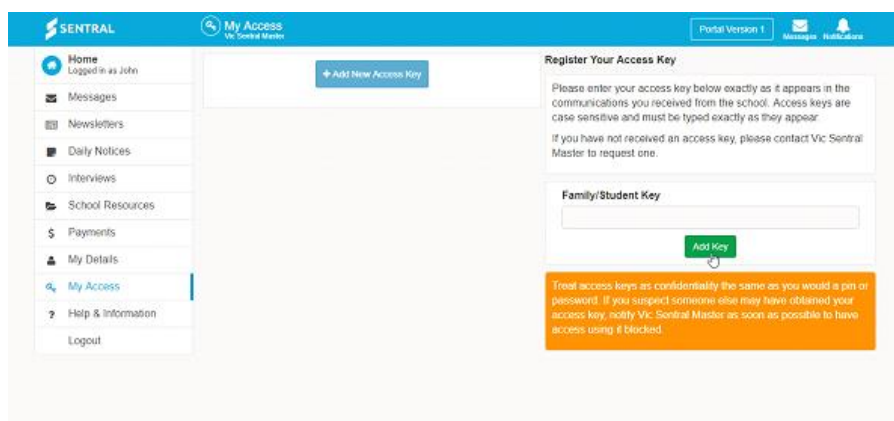 SENTRAL
My Access
Vic Sentral Master
Portal Version 1
Messages
Notifications
Home
Logged in as John
Messages
Newsletters
Daily Notices
Interviews
School Resources
$ Payments
My Details
My Access
? Help & Information
Logout
+ Add New Access Key
Register Your Access Key
Please enter your access key below exactly as it appears in the
communications you received from the school. Access keys are
case sensitive and must be typed exactly as they appear.
If you have not received an access key, please contact Vic Sentral
Master to request one.
Family/Student Key
Add Key
Treat access keys as confidentiality the same as you would a pin or
password. If you suspect someone else may have obtained your
access key, notify Vic Sentral Master as soon as possible to have
access using it blocked.